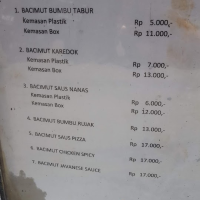 1. BACIMUT BUMBU TABUR
Kemasan Plastik Rp 5.000,-
Kemasan Box Rp 11.000,-
2. BACIMUT KAREDOK
Kemasan Plastik Rp 7.000,-
Kemasan Box Rp 13.000,-
3. BACIMUT SAUS NANAS
Kemasan Plastik Rp 6.000,-
Kemasan Box Rp 12.000,-
4. BACIMUT BUMBU RUJAK Rp 13.000,-
5. BACIMUT SAUS PIZZA Rp 17.000,-
6. BACIMUT CHICKEN SPICY Rp 17.000,-
7. BACIMUT JAPANESE SAUCE Rp 17.000,-